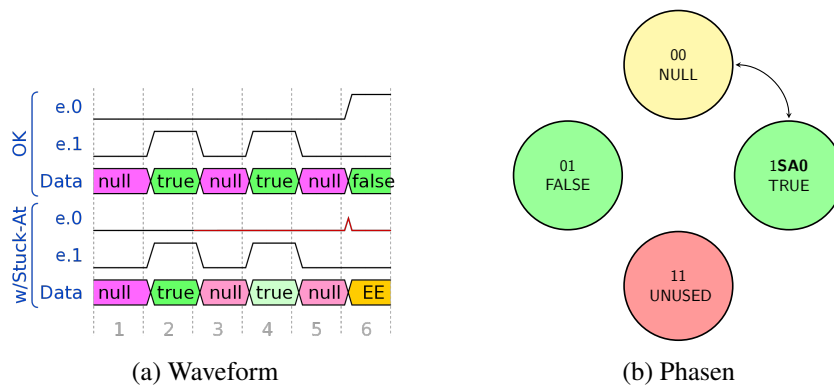 OK
e.0
e.1
Data null true null true null false
w/Stuck-At
e.0
e.1
Data null true null true null EE
1 2 3 4 5 6
(a) Waveform
00
NULL
01
FALSE
1SA0
TRUE
11
UNUSED
(b) Phasen